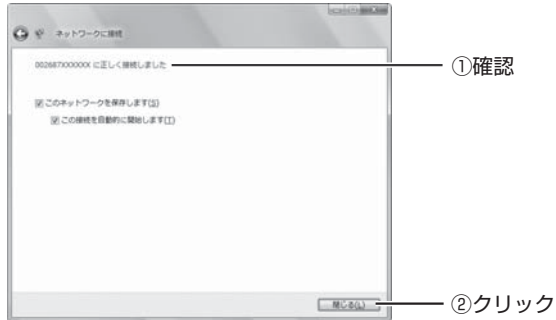 ネットワークに接続
002687XXXXXX に正しく接続しました
①確認
このネットワークを保存します(S)
この接続を自動的に開始します(T)
閉じる(L)
②クリック